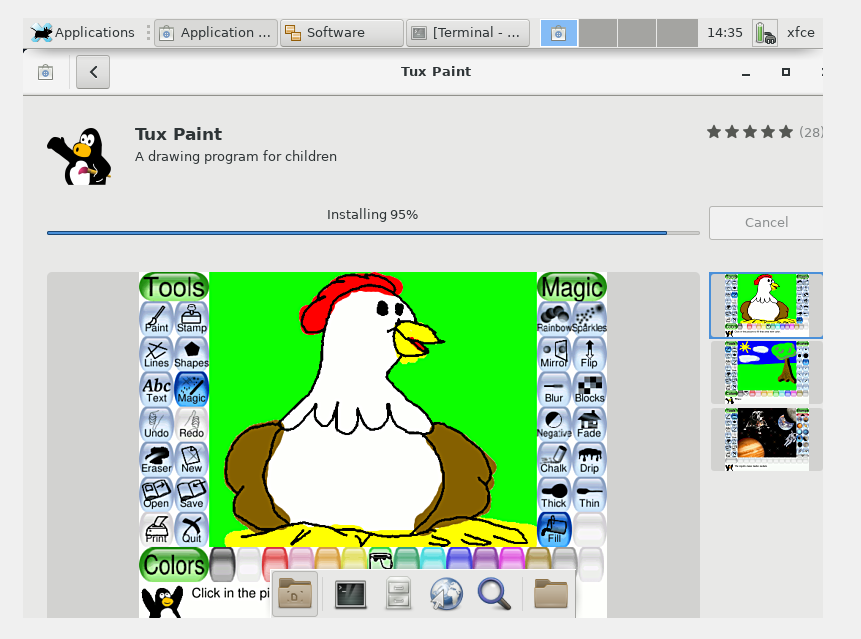 Applications
Application ...
Software
[Terminal - ...
14:35
xfce
Tux Paint
Tux Paint
A drawing program for children
(28)
Installing 95%
Cancel
Tools
Magic
Paint
Stamp
Rainbow
Sparkles
Lines
Shapes
Mirror
Flip
Abc
Text
Magic
Blur
Blocks
Undo
Redo
Negative
Fade
Eraser
New
Chalk
Drip
Open
Save
Thick
Thin
Print
Quit
Fill
Colors
Click in the pi